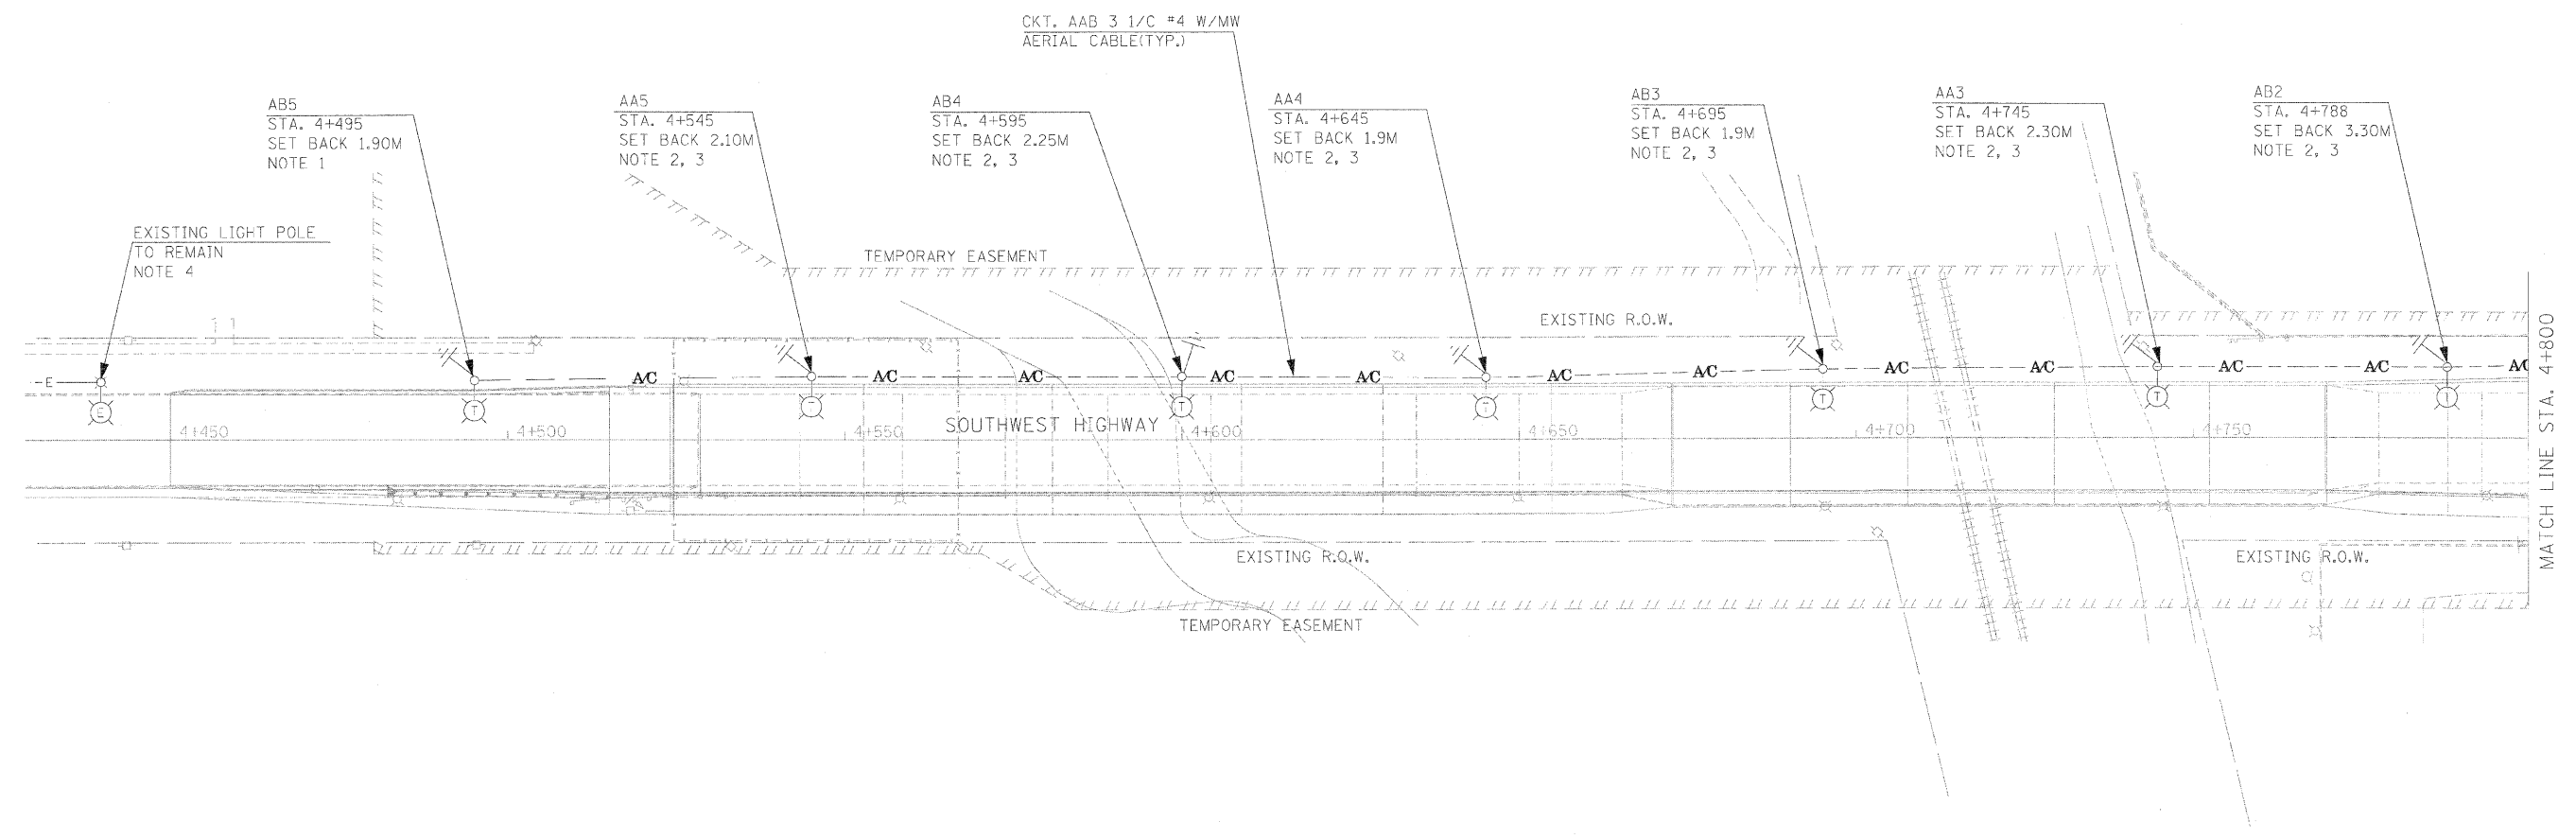 CKT. AAB 3 1/C #4 W/MW
AERIAL CABLE(TYP.)
AB5
STA. 4+495
SET BACK 1.90M
NOTE 1
AA5
STA. 4+545
SET BACK 2.10M
NOTE 2, 3
AB4
STA. 4+595
SET BACK 2.25M
NOTE 2, 3
AA4
STA. 4+645
SET BACK 1.9M
NOTE 2, 3
AB3
STA. 4+695
SET BACK 1.9M
NOTE 2, 3
AA3
STA. 4+745
SET BACK 2.30M
NOTE 2, 3
AB2
STA. 4+788
SET BACK 3.30M
NOTE 2, 3
EXISTING LIGHT POLE
TO REMAIN
NOTE 4
TEMPORARY EASEMENT
EXISTING R.O.W.
E
A/C
A/C
A/C
A/C
A/C
A/C
A/C
A/C
A/C
A/C
A/C
A/C
E
T
T
T
T
T
T
T
4+450
4+500
4+550
SOUTHWEST HIGHWAY
4+600
4+650
4+700
4+750
MATCH LINE STA. 4+800
EXISTING R.O.W.
EXISTING R.O.W.
TEMPORARY EASEMENT